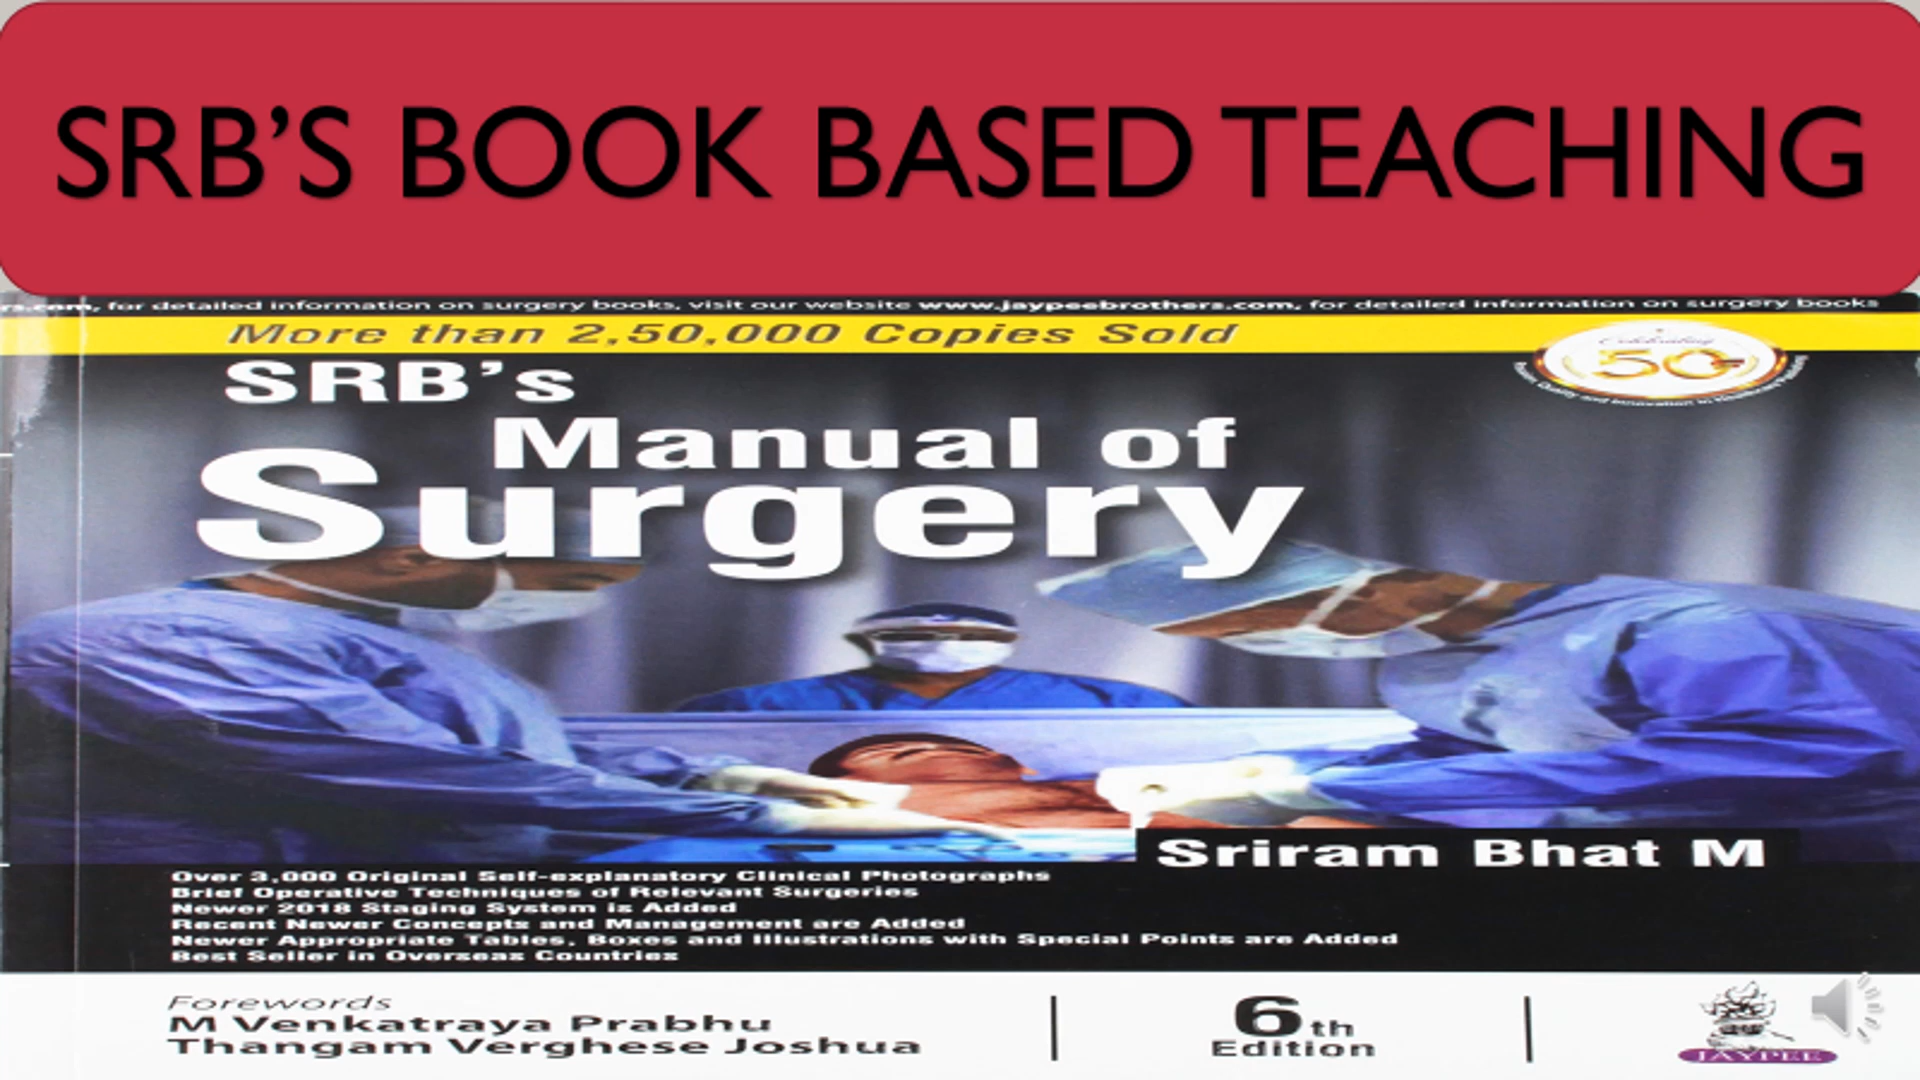 SRB'S BOOK BASED TEACHING
rs.com, for detailed information on surgery books, visit our website www.jaypeebrothers.com, for detailed information on surgery books
More than 2,50,000 Copies Sold
Celebrating
50
SRB's
Manual of
Surgery
Sriram Bhat M
Over 3,000 Original Self-explanatory Clinical Photographs
Brief Operative Techniques of Relevant Surgeries
Newer 2018 Staging System is Added
Recent Newer Concepts and Management are Added
Newer Appropriate Tables, Boxes and Illustrations with Special Points are Added
Best Seller in Overseas Countries
Forewords
M Venkatraya Prabhu
Thangam Verghese Joshua
6th
Edition
JAYPEE